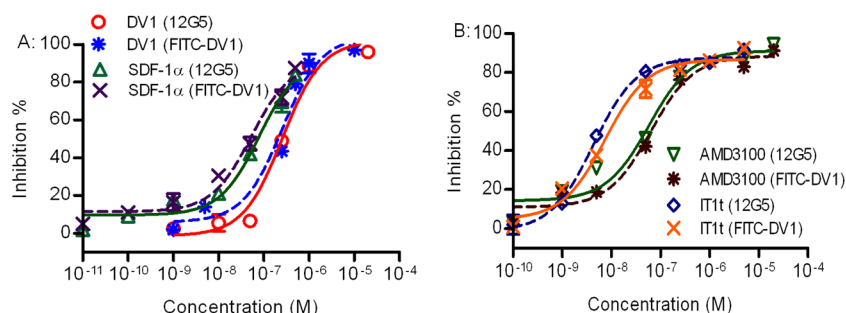 A:
DV1 (12G5)
DV1 (FITC-DV1)
SDF-1α (12G5)
SDF-1α (FITC-DV1)
Inhibition %
100
80
60
40
20
0
10-11 10-10 10-9 10-8 10-7 10-6 10-5 10-4
Concentration (M)
B:
Inhibition %
100
80
60
40
20
0
AMD3100 (12G5)
AMD3100 (FITC-DV1)
IT1t (12G5)
IT1t (FITC-DV1)
10-10 10-9 10-8 10-7 10-6 10-5 10-4
Concentration (M)